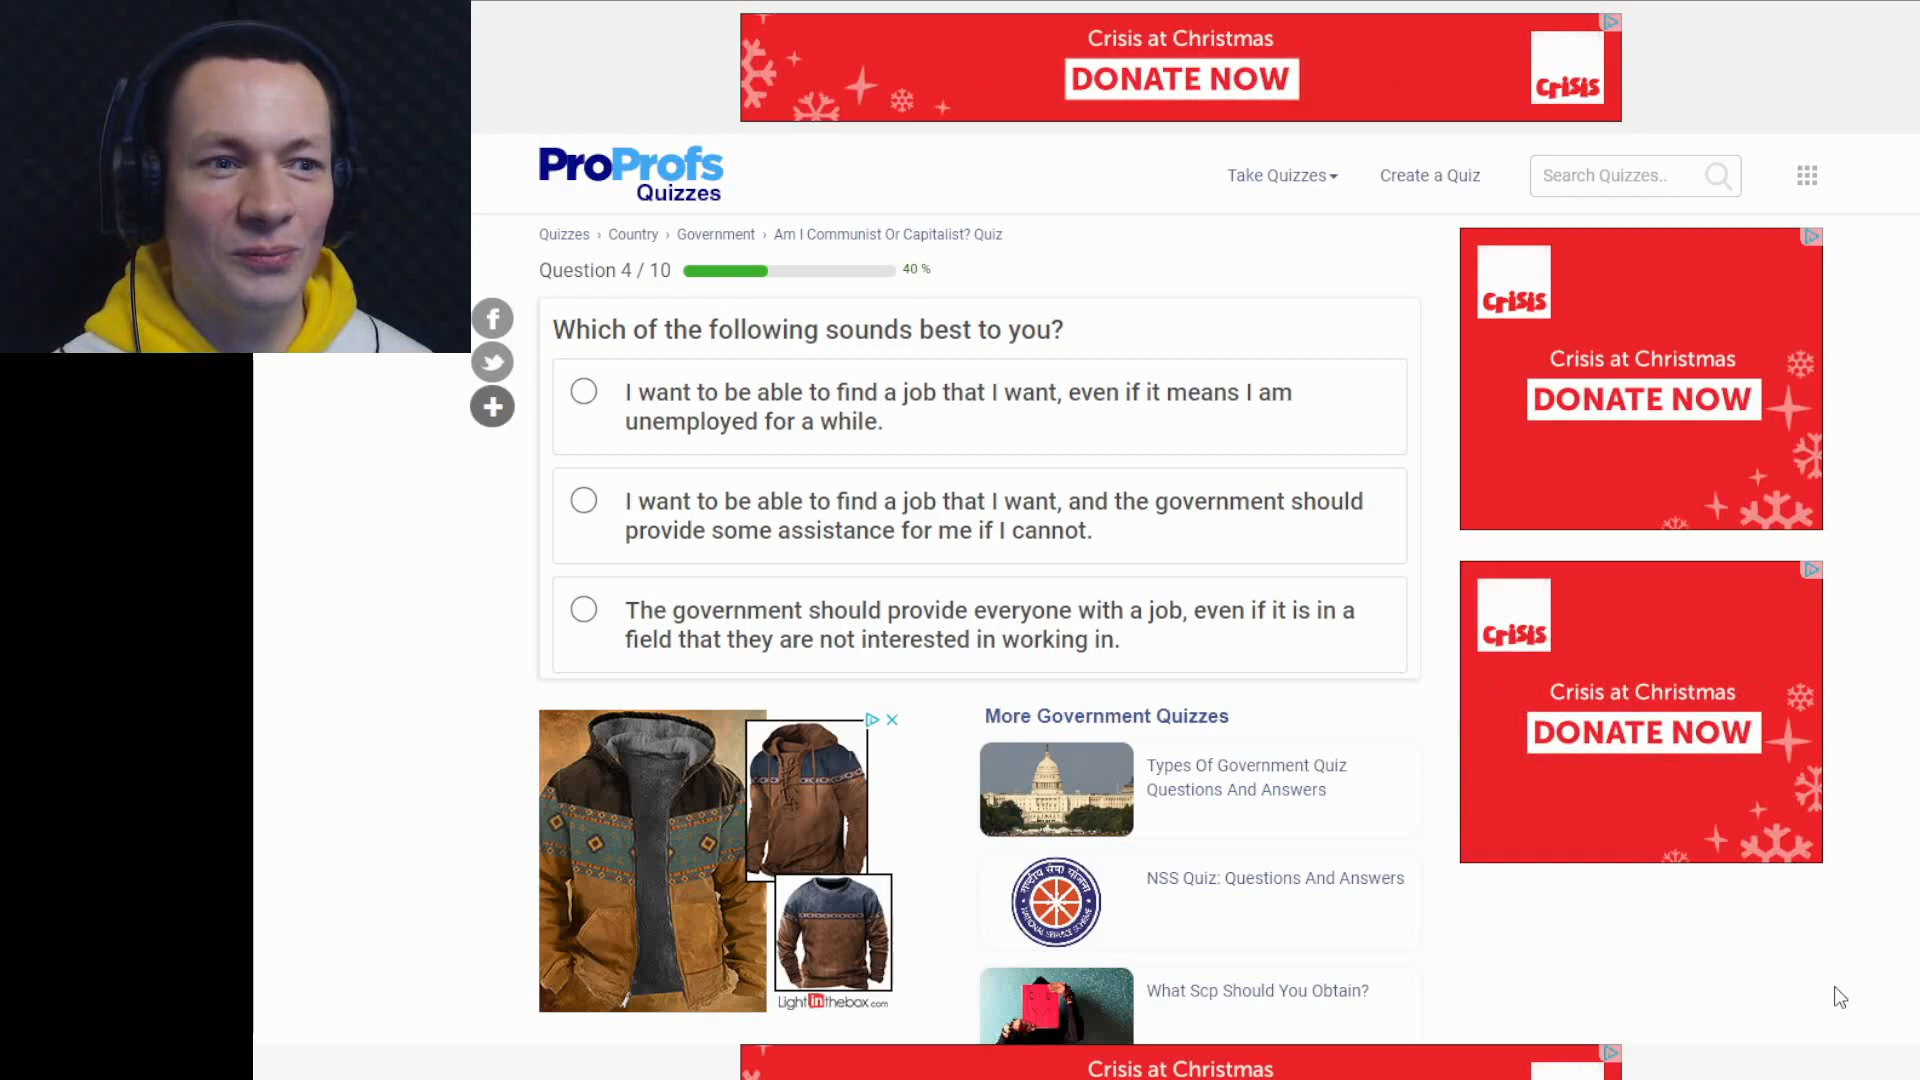 Crisis at Christmas
DONATE NOW
Crisis
ProProfs
Quizzes
Take Quizzes
Create a Quiz
Search Quizzes..
Quizzes › Country › Government › Am I Communist Or Capitalist? Quiz
Question 4 / 10
40 %
Which of the following sounds best to you?
I want to be able to find a job that I want, even if it means I am
unemployed for a while.
I want to be able to find a job that I want, and the government should
provide some assistance for me if I cannot.
The government should provide everyone with a job, even if it is in a
field that they are not interested in working in.
Crisis
Crisis at Christmas
DONATE NOW
Crisis
Crisis at Christmas
DONATE NOW
Lightinthebox.com
More Government Quizzes
Types Of Government Quiz
Questions And Answers
राष्ट्रीय सेवा योजना
NATIONAL SERVICE SCHEME
NSS Quiz: Questions And Answers
What Scp Should You Obtain?
Crisis at Christmas